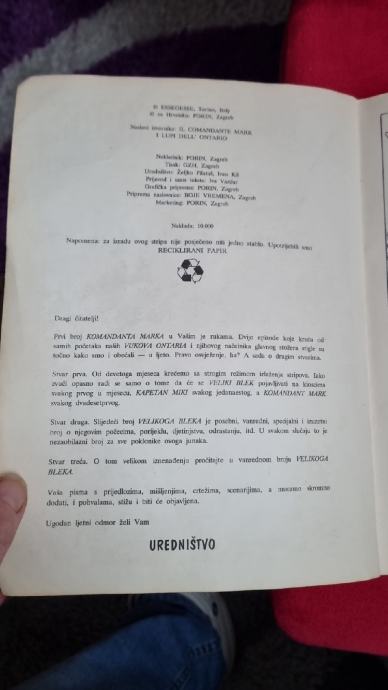 © ESSEGESSE, Torino, Italy
© za Hrvatsku: PORIN, Zagreb
Naslov izvornika: IL COMANDANTE MARK
I LUPI DELL' ONTARIO
Nakladnik: PORIN, Zagreb
Tisak: GZH, Zagreb
Uredništvo: Željko Pilatuš, Ivan Kiš
Prijevod i unos teksta: Iva Vardar
Grafička priprema: PORIN, Zagreb
Priprema naslovnice: BOJE VREMENA, Zagreb
Marketing: PORIN, Zagreb
Naklada: 10.000
Napomena: za izradu ovog stripa nije posječeno niti jedno stablo. Upotrijebili smo
RECIKLIRANI PAPIR
Dragi čitatelji!
Prvi broj KOMANDANTA MARKA u Vašim je rukama. Dvije epizode koje kreću od
samih početaka naših VUKOVA ONTARIA i njihovog načelnika glavnog stožera stigle su
točno kako smo i obećali — u ljeto. Pravo osvježenje, ha? A sada o drugim stvarima.
Stvar prva. Od devetoga mjeseca krećemo sa strogim režimom izlaženja stripova. Iako
zvuči opasno radi se samo o tome da će se VELIKI BLEK pojavljivati na kioscima
svakog prvog u mjesecu, KAPETAN MIKI svakog jedanaestog, a KOMANDANT MARK
svakog dvadesetprvog.
Stvar druga. Slijedeći broj VELIKOGA BLEKA je posebni, vanredni, specijalni i izuzetni
broj o njegovim počecima, porijeklu, djetinjstvu, odrastanju, itd. U svakom slučaju to je
nezaobilazni broj za sve poklonike ovoga junaka.
Stvar treća. O tom velikom iznenađenju pročitajte u vanrednom broju VELIKOGA
BLEKA.
Vaša pisma s prijedlozima, mišljenjima, crtežima, scenarijima, a moramo skromno
dodati, i pohvalama, stižu i biti će objavljena.
Ugodan ljetni odmor želi Vam
UREDNIŠTVO